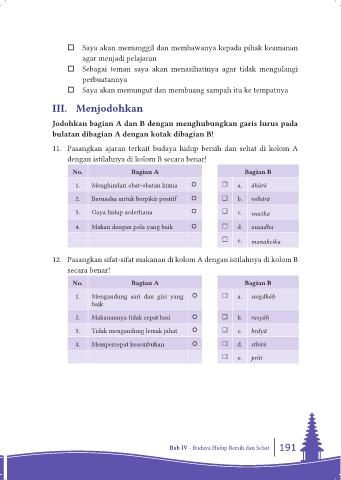 ☐ Saya akan memanggil dan membawanya kepada pihak keamanan
agar menjadi pelajaran
☐ Sebagai teman saya akan menasihatinya agar tidak mengulangi
perbuatannya
☐ Saya akan memungut dan membuang sampah itu ke tempatnya
III. Menjodohkan
Jodohkan bagian A dan B dengan menghubungkan garis lurus pada
bulatan dibagian A dengan kotak dibagian B!
11. Pasangkan ajaran terkait budaya hidup bersih dan sehat di kolom A
dengan istilahnya di kolom B secara benar!
No. Bagian A Bagian B
1. Menghindari obat-obatan kimia O ☐ a. āhārā
2. Berusaha untuk berpikir positif O ☐ b. wihāra
3. Gaya hidup sederhana O ☐ c. wacika
4. Makan dengan pola yang baik O ☐ d. ausadha
☐ e. manahcika
12. Pasangkan sifat-sifat makanan di kolom A dengan istilahnya di kolom B
secara benar!
No. Bagian A Bagian B
1. Mengandung sari dan gizi yang O ☐ a. snigdhāḥ
baik
2. Makanannya tidak cepat basi O ☐ b. rasyāḥ
3. Tidak mengandung lemak jahat O ☐ c. hṛdyā
4. Mempercepat kesembuhan O ☐ d. sthirā
☐ e. priti
Bab IV - Budaya Hidup Bersih dan Sehat 191